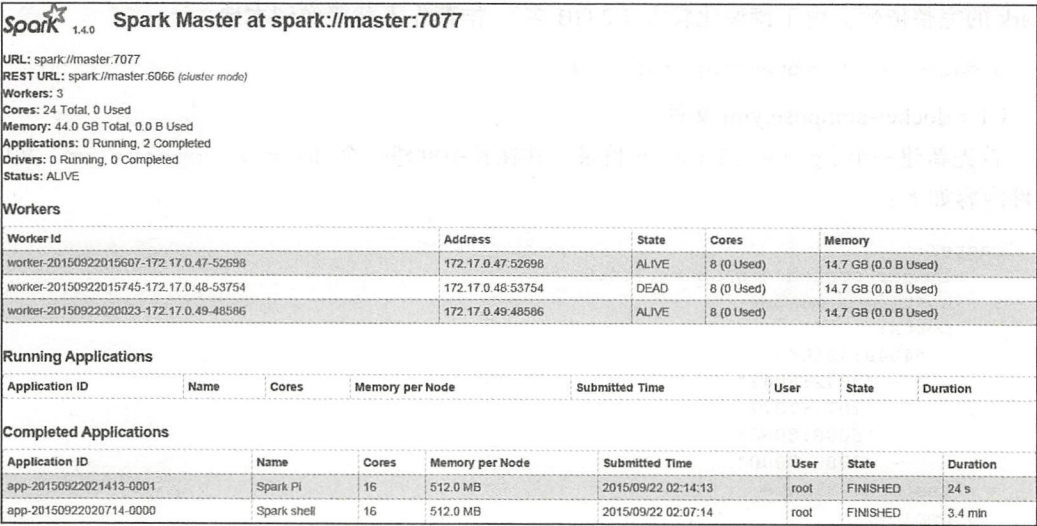 Spark 1.4.0 Spark Master at spark://master:7077
URL: spark://master:7077
REST URL: spark://master:6066 (cluster mode)
Workers: 3
Cores: 24 Total, 0 Used
Memory: 44.0 GB Total, 0.0 B Used
Applications: 0 Running, 2 Completed
Drivers: 0 Running, 0 Completed
Status: ALIVE
Workers
Worker Id Address State Cores Memory
worker-20150922015607-172.17.0.47-52698 172.17.0.47:52698 ALIVE 8 (0 Used) 14.7 GB (0.0 B Used)
worker-20150922015745-172.17.0.48-53754 172.17.0.48:53754 DEAD 8 (0 Used) 14.7 GB (0.0 B Used)
worker-20150922020023-172.17.0.49-48586 172.17.0.49:48586 ALIVE 8 (0 Used) 14.7 GB (0.0 B Used)
Running Applications
Application ID Name Cores Memory per Node Submitted Time User State Duration
Completed Applications
Application ID Name Cores Memory per Node Submitted Time User State Duration
app-20150922021413-0001 Spark Pi 16 512.0 MB 2015/09/22 02:14:13 root FINISHED 24 s
app-20150922020714-0000 Spark shell 16 512.0 MB 2015/09/22 02:07:14 root FINISHED 3.4 min